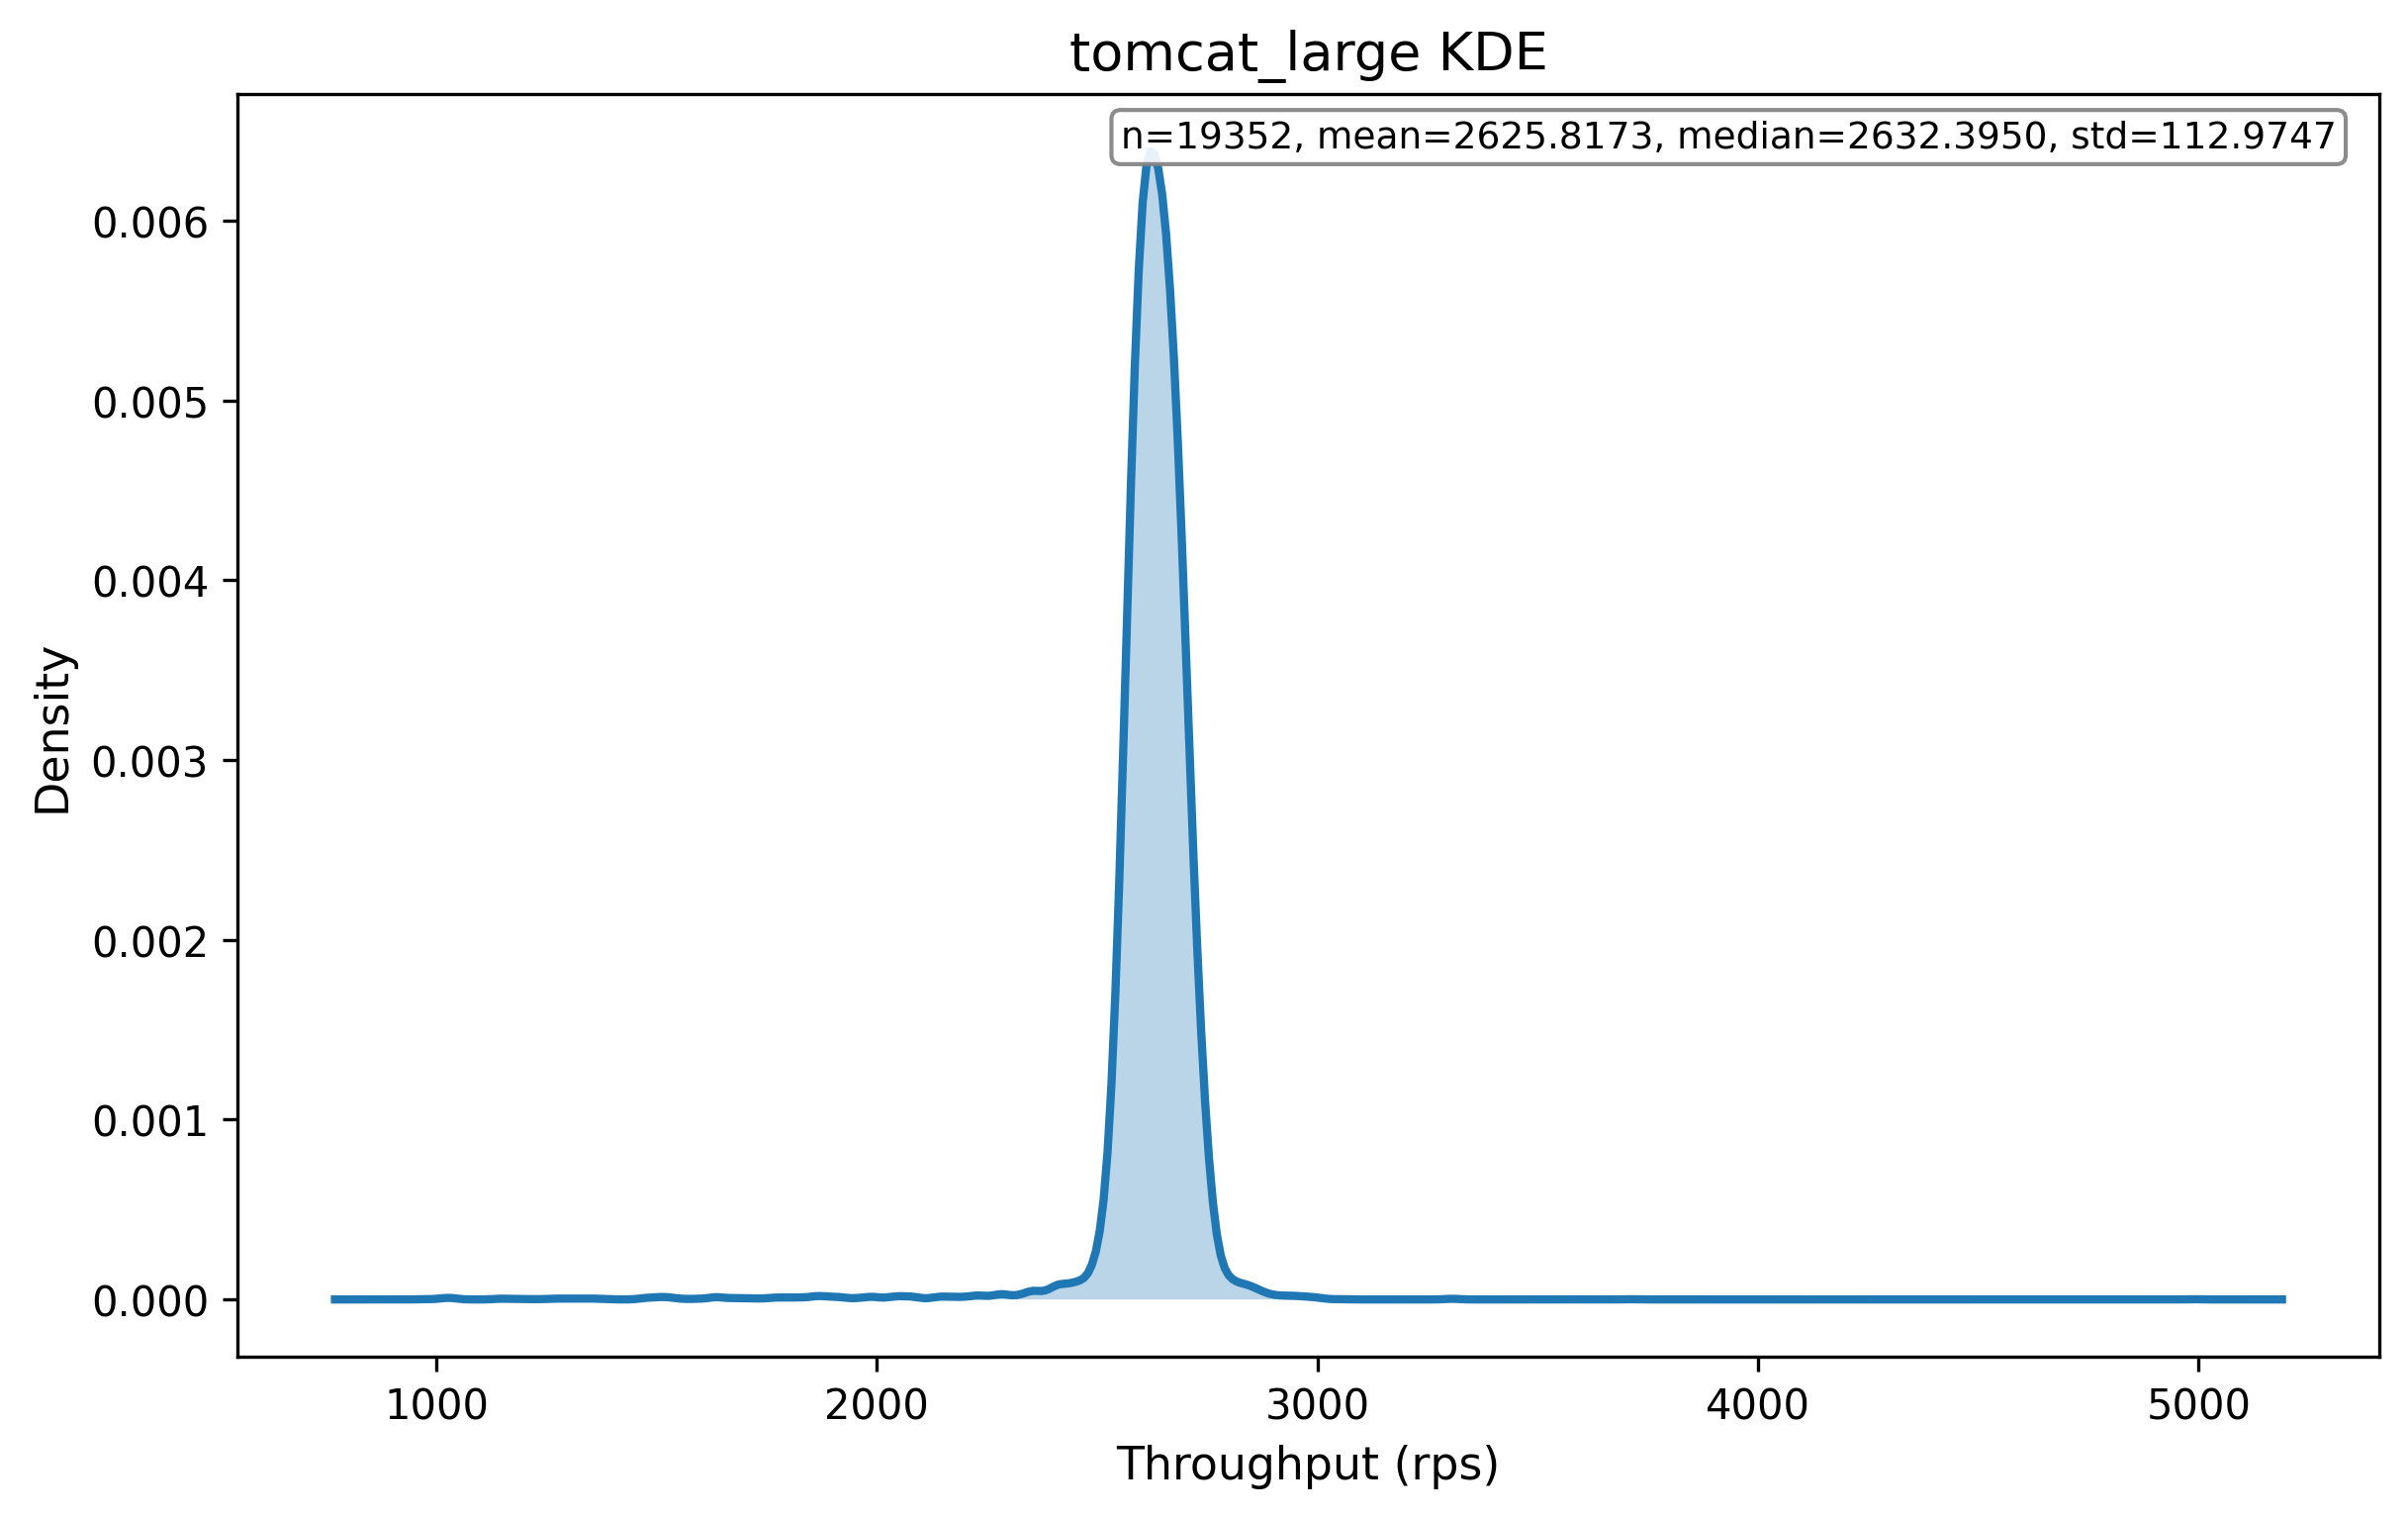 tomcat_large KDE
n=19352, mean=2625.8173, median=2632.3950, std=112.9747
Density
0.006
0.005
0.004
0.003
0.002
0.001
0.000
1000 2000 3000 4000 5000
Throughput (rps)